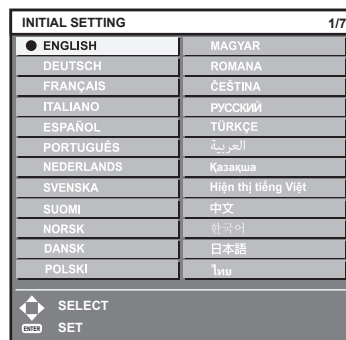 INITIAL SETTING 1/7
ENGLISH MAGYAR
DEUTSCH ROMANA
FRANÇAIS ČEŠTINA
ITALIANO РУССКИЙ
ESPAÑOL TÜRKÇE
PORTUGUÊS العربية
NEDERLANDS Қазақша
SVENSKA Hiện thị tiếng Việt
SUOMI 中文
NORSK 한국어
DANSK 日本語
POLSKI ไทย
SELECT
ENTER SET